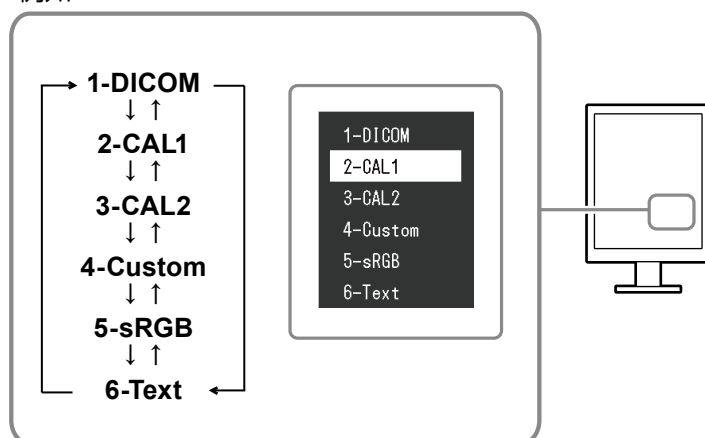 1-DICOM
↓ ↑
2-CAL1
↓ ↑
3-CAL2
↓ ↑
4-Custom
↓ ↑
5-sRGB
↓ ↑
6-Text
1-DICOM
2-CAL1
3-CAL2
4-Custom
5-sRGB
6-Text